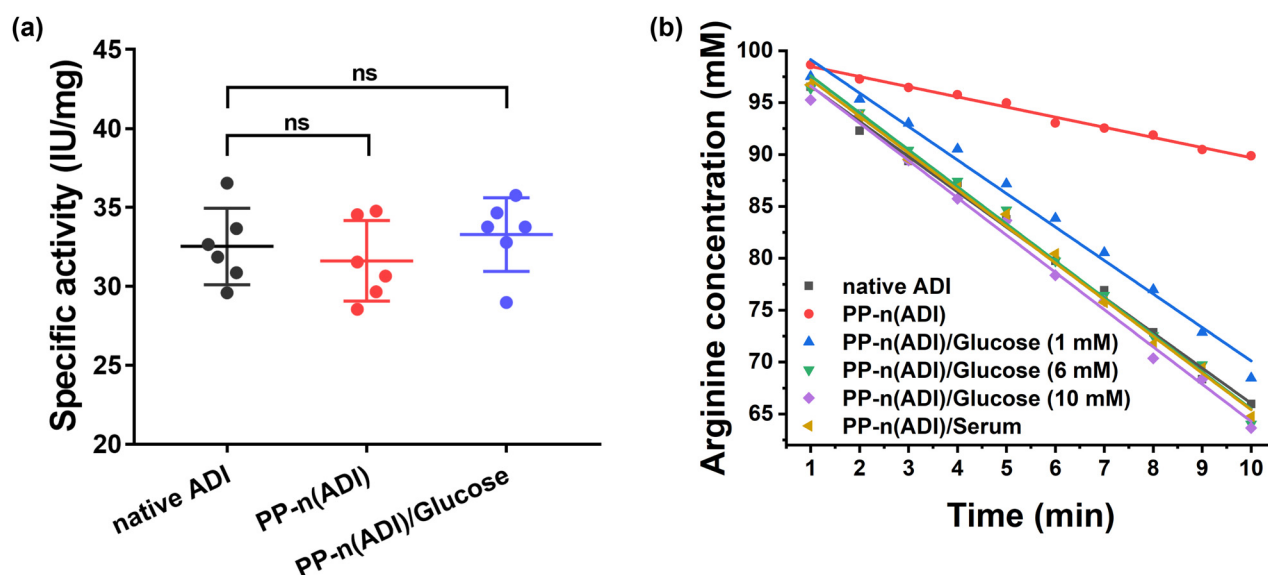 (a)
Specific activity (IU/mg)
45
40
35
30
25
20
ns
ns
native ADI
PP-n(ADI)
PP-n(ADI)/Glucose
(b)
Arginine concentration (mM)
100
95
90
85
80
75
70
65
native ADI
PP-n(ADI)
PP-n(ADI)/Glucose (1 mM)
PP-n(ADI)/Glucose (6 mM)
PP-n(ADI)/Glucose (10 mM)
PP-n(ADI)/Serum
1 2 3 4 5 6 7 8 9 10
Time (min)